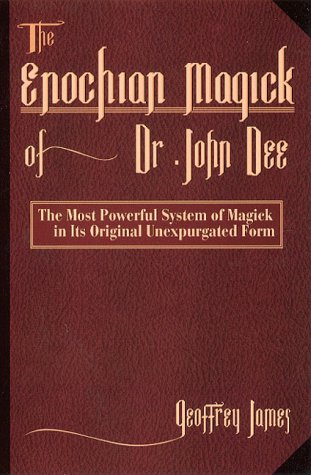 The
Enochian Magick
of Dr. John Dee
The Most Powerful System of Magick
in Its Original Unexpurgated Form
Geoffrey James